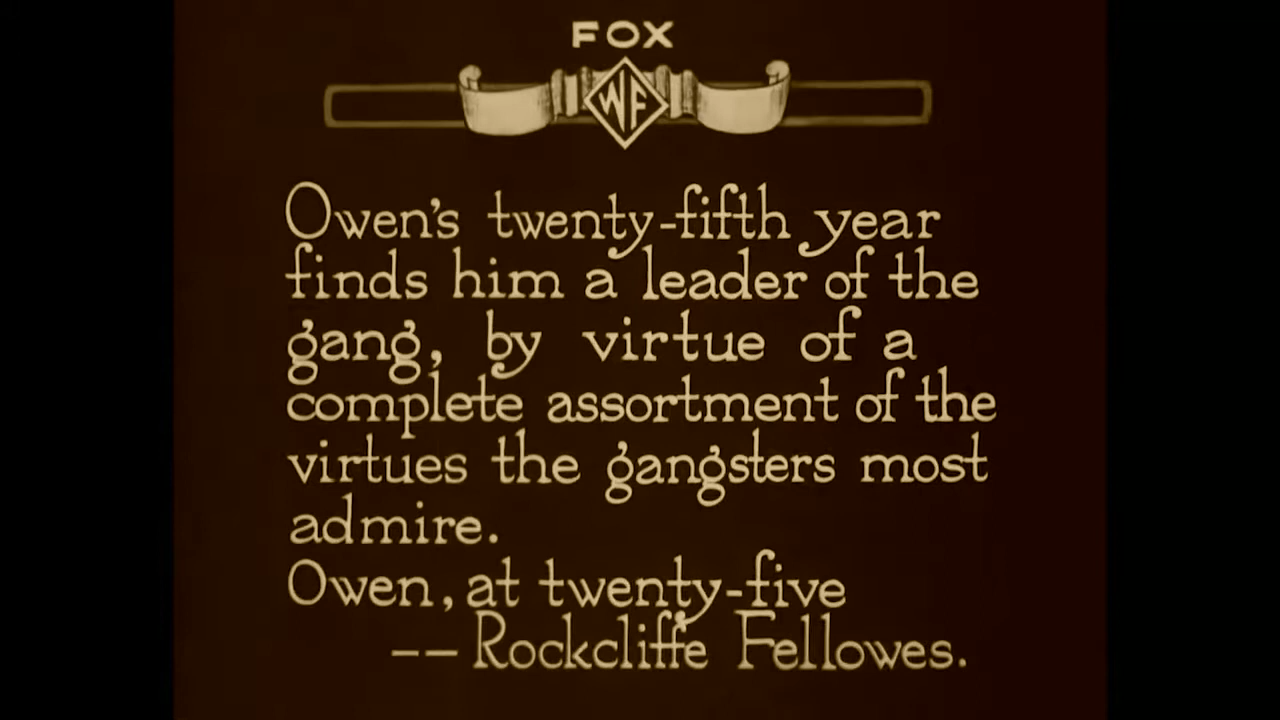 FOX
WF
Owen's twenty-fifth year
finds him a leader of the
gang, by virtue of a
complete assortment of the
virtues the gangsters most
admire.
Owen, at twenty-five
-- Rockcliffe Fellowes.